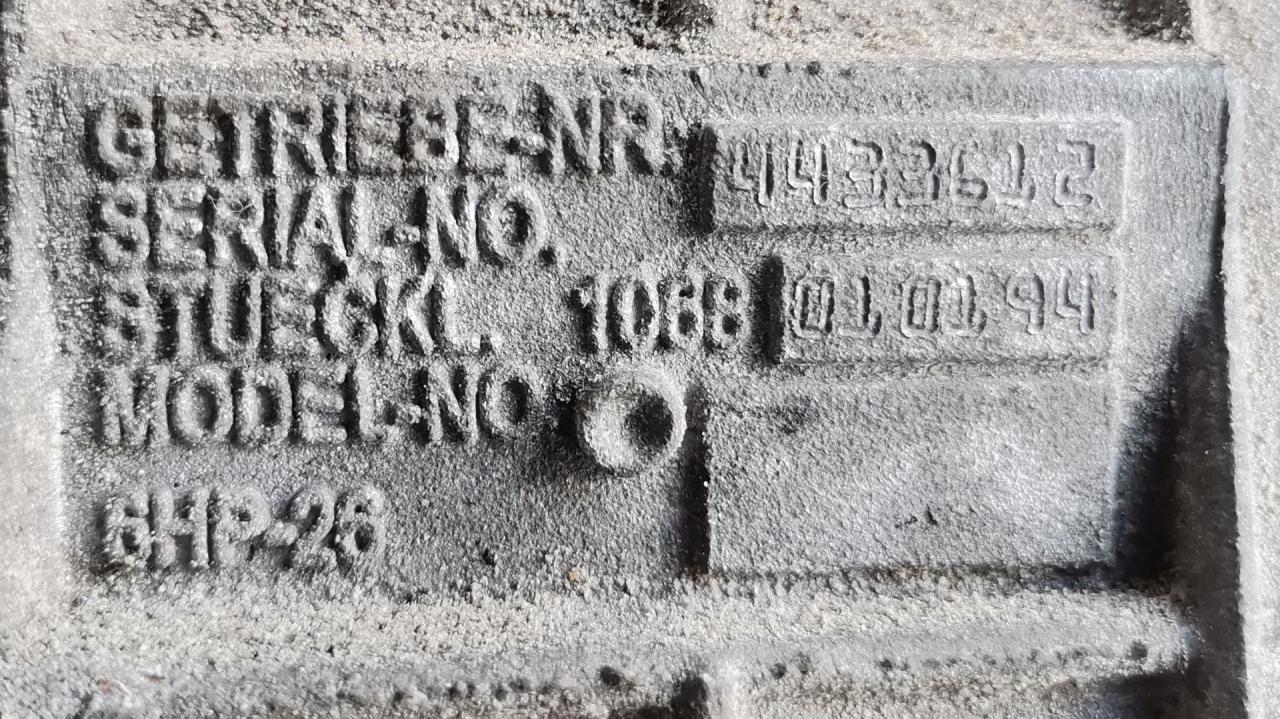 GETRIEBE-NR. 4433612
SERIAL-NO.
STUECKL. 1068 010194
MODEL-NO
6HP-26